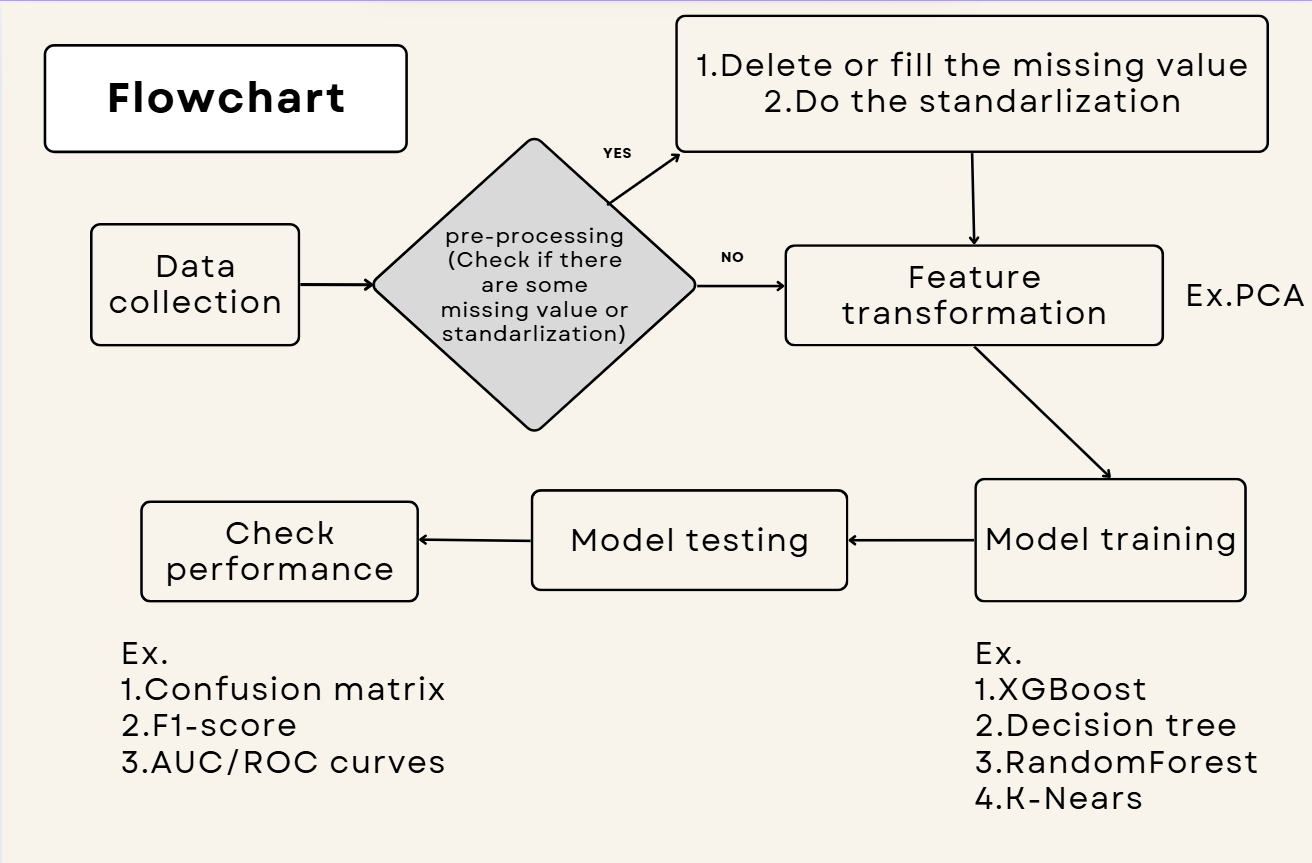 Flowchart
1.Delete or fill the missing value
2.Do the standarlization
YES
Data
collection
pre-processing
(Check if there
are some
missing value or
standarlization)
NO
Feature
transformation
Ex.PCA
Model training
Model testing
Check
performance
Ex.
1.XGBoost
2.Decision tree
3.RandomForest
4.K-Nears
Ex.
1.Confusion matrix
2.F1-score
3.AUC/ROC curves